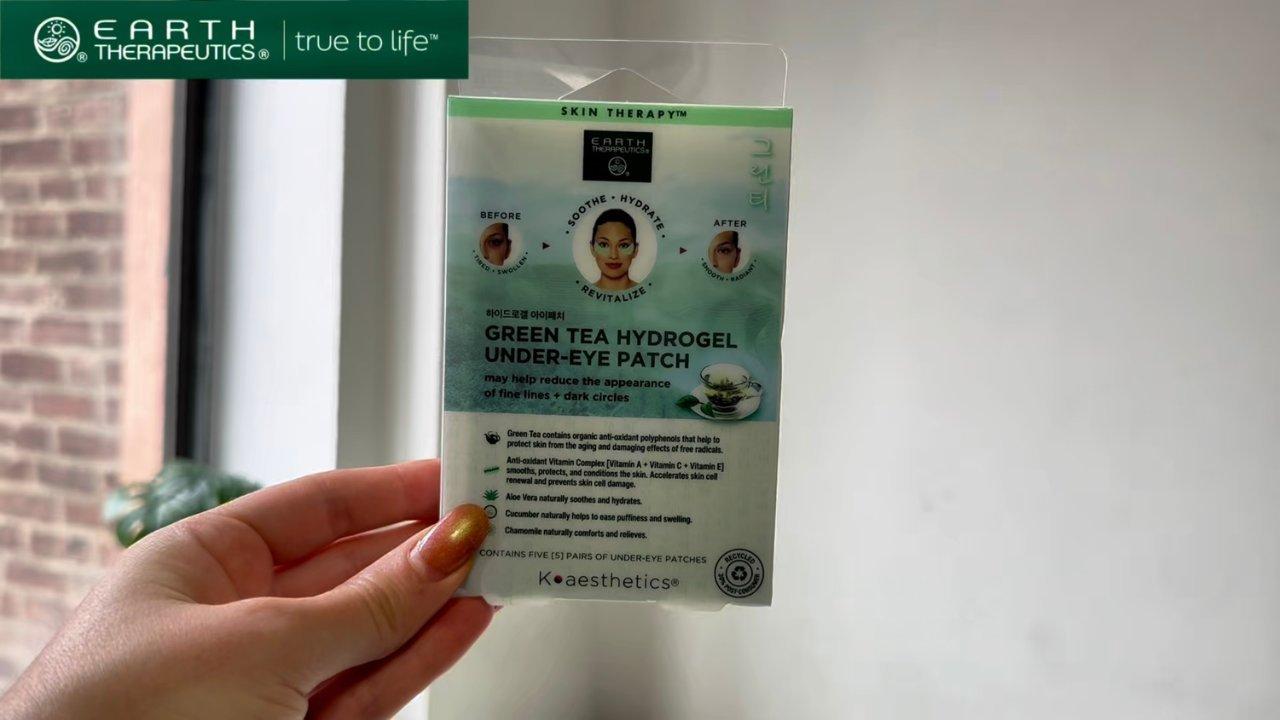 EARTH
THERAPEUTICS®
true to life™
SKIN THERAPY™
EARTH
THERAPEUTICS®
그린티
BEFORE
TIRED • SWOLLEN
• SOOTHE • HYDRATE •
• REVITALIZE •
AFTER
SMOOTH • RADIANT
하이드로겔 아이패치
GREEN TEA HYDROGEL
UNDER-EYE PATCH
may help reduce the appearance
of fine lines + dark circles
Green Tea contains organic anti-oxidant polyphenols that help to
protect skin from the aging and damaging effects of free radicals.
Anti-oxidant Vitamin Complex [Vitamin A + Vitamin C + Vitamin E]
smooths, protects, and conditions the skin. Accelerates skin cell
renewal and prevents skin cell damage.
Aloe Vera naturally soothes and hydrates.
Cucumber naturally helps to ease puffiness and swelling.
Chamomile naturally comforts and relieves.
CONTAINS FIVE [5] PAIRS OF UNDER-EYE PATCHES
K•aesthetics®
RECYCLED
POST-CONSUMER